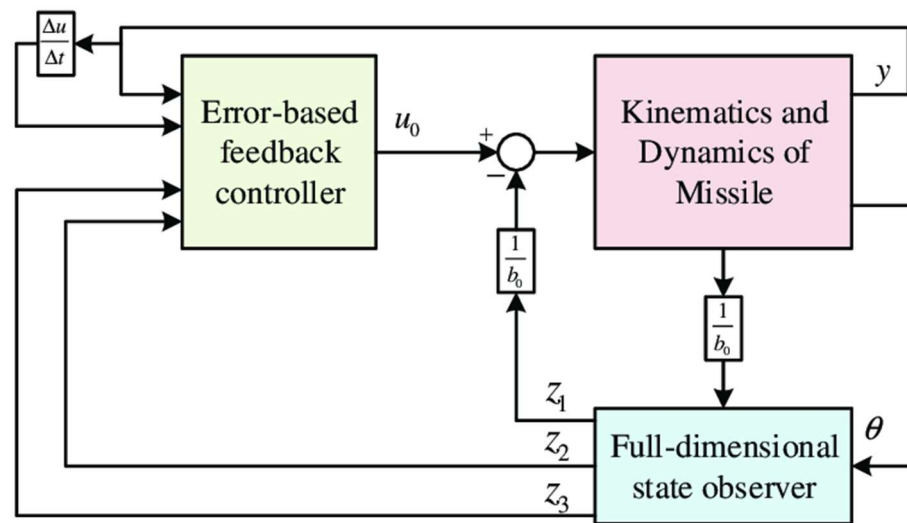 Δu
Δt
Error-based
feedback
controller
u₀
+
−
1
b₀
Kinematics and
Dynamics of
Missile
y
1
b₀
z₁
z₂
z₃
Full-dimensional
state observer
θ